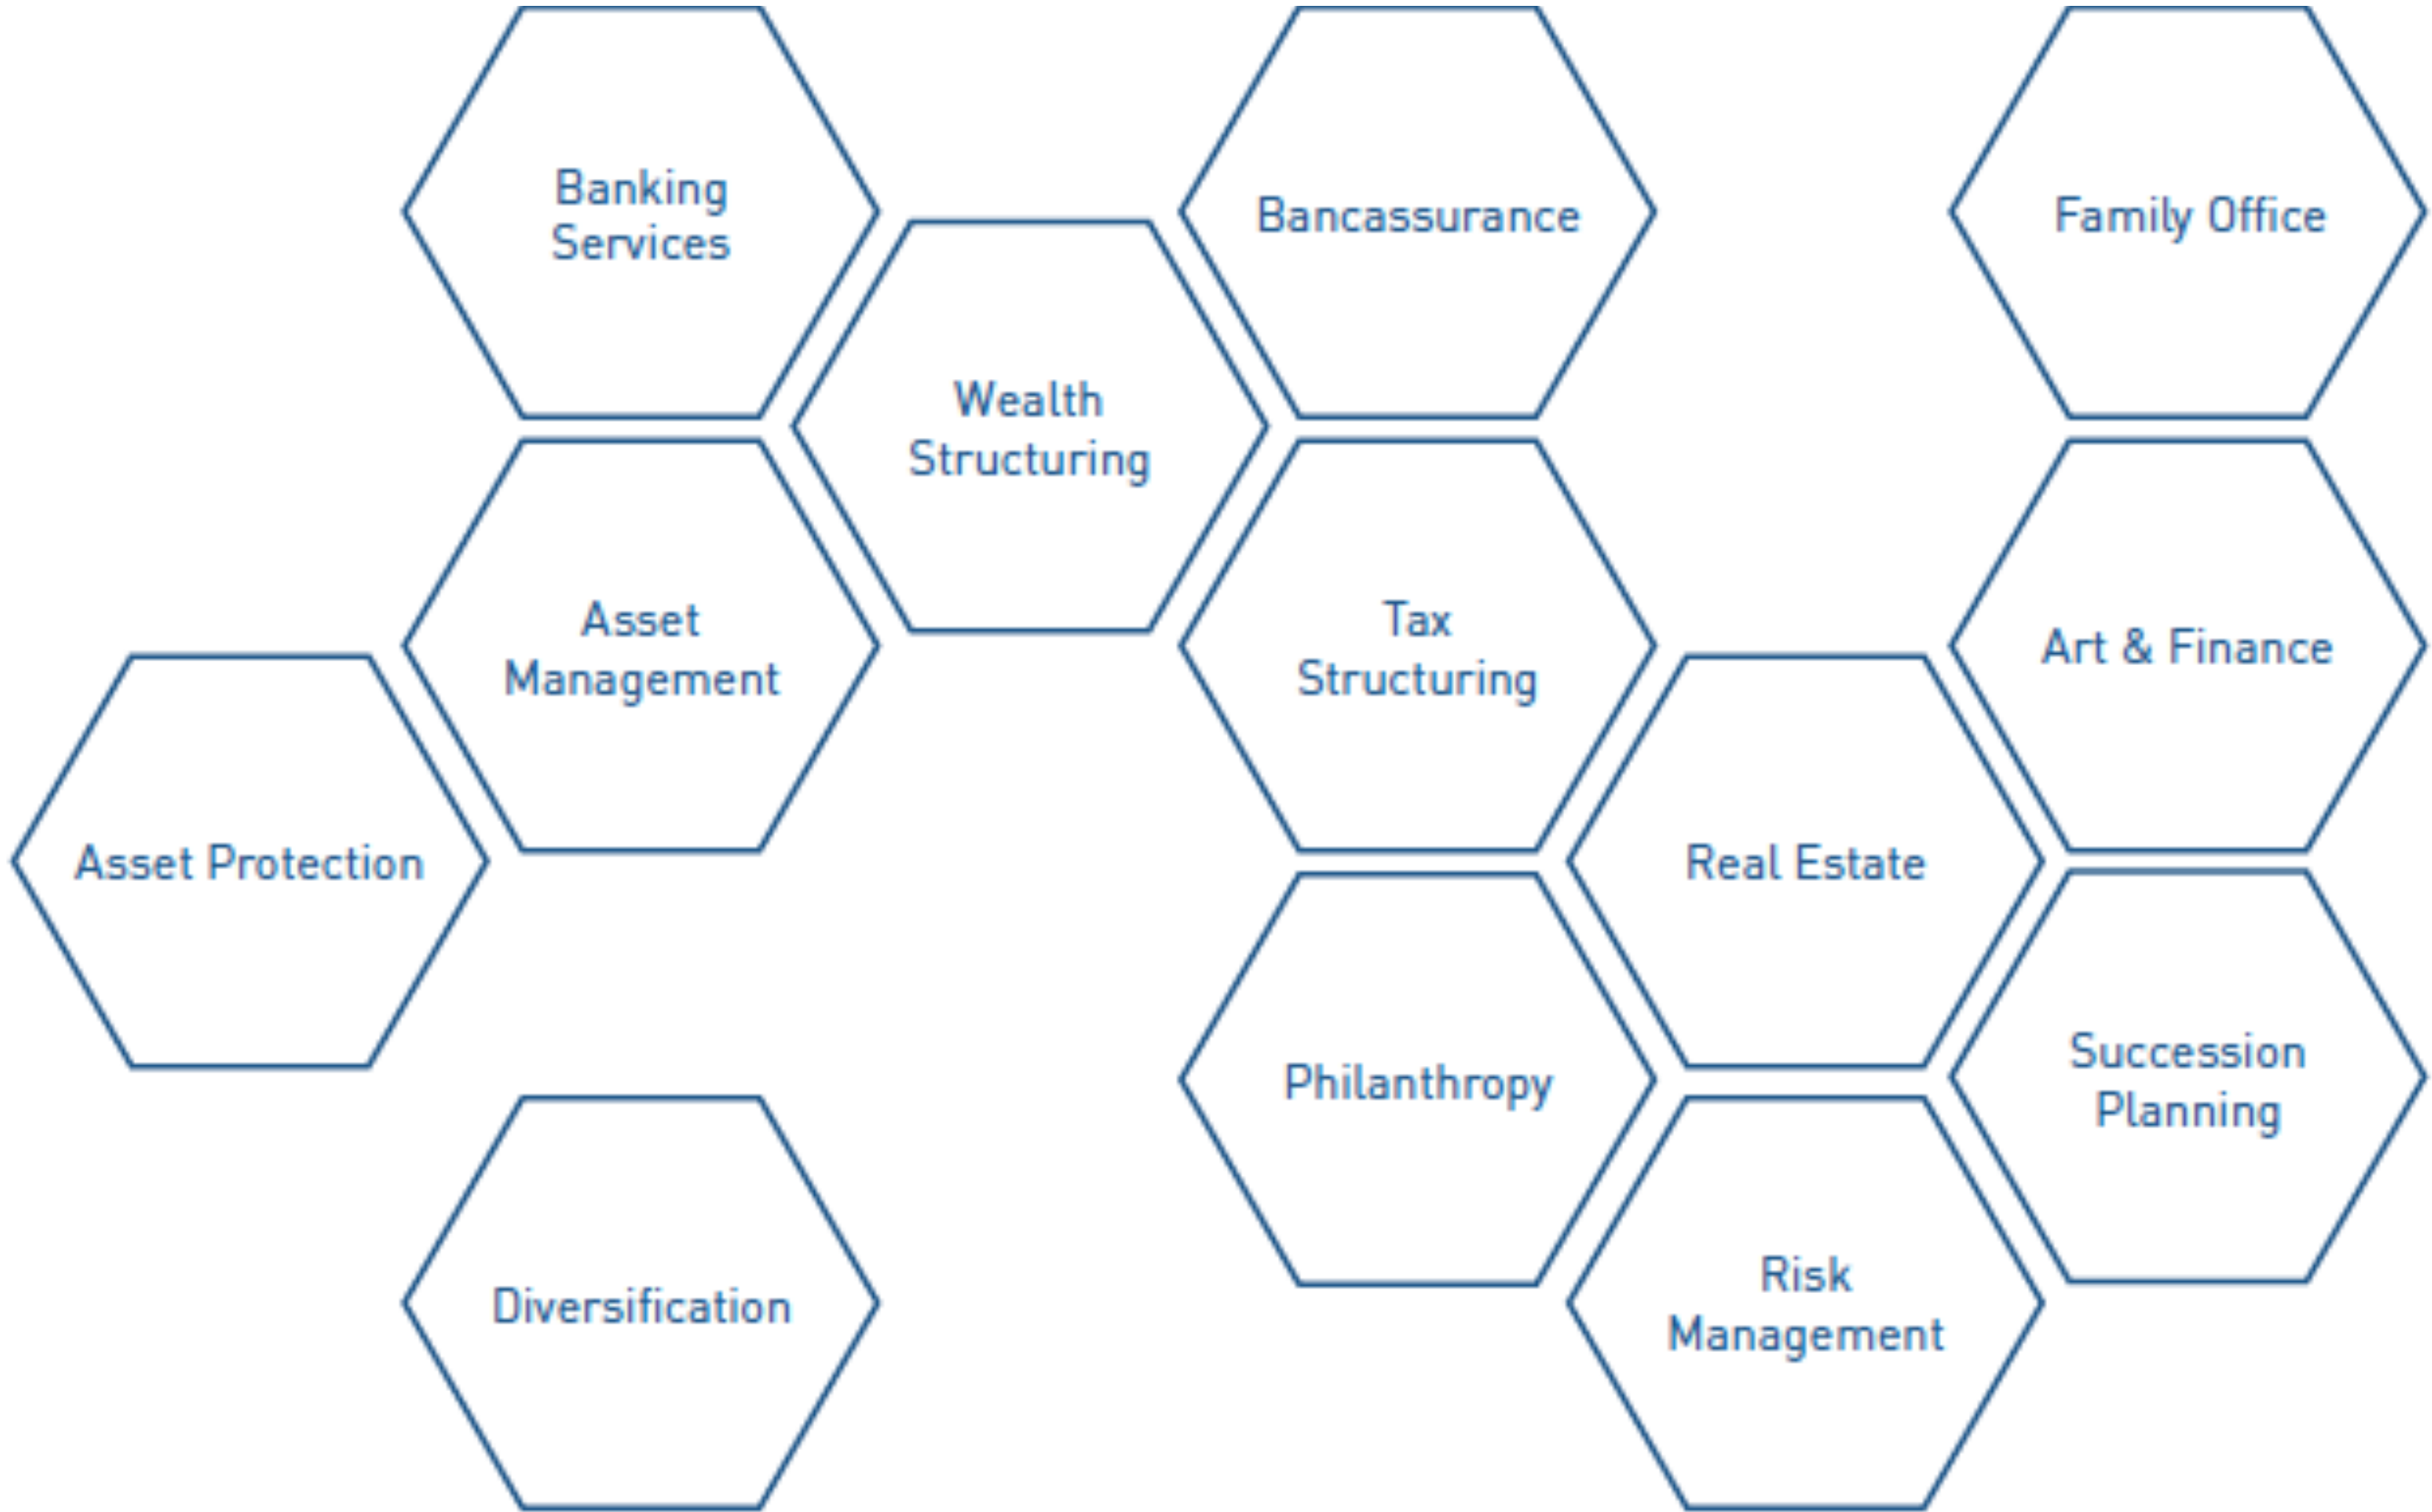 Banking
Services
Bancassurance
Family Office
Wealth
Structuring
Asset
Management
Tax
Structuring
Art & Finance
Asset Protection
Real Estate
Philanthropy
Succession
Planning
Diversification
Risk
Management